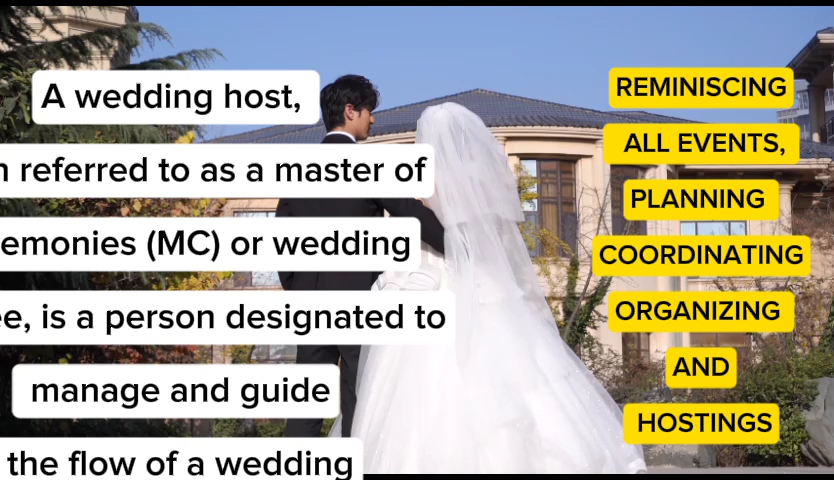 A wedding host,
referred to as a master of
emonies (MC) or wedding
e, is a person designated to
manage and guide
the flow of a wedding
REMINISCING
ALL EVENTS,
PLANNING
COORDINATING
ORGANIZING
AND
HOSTINGS